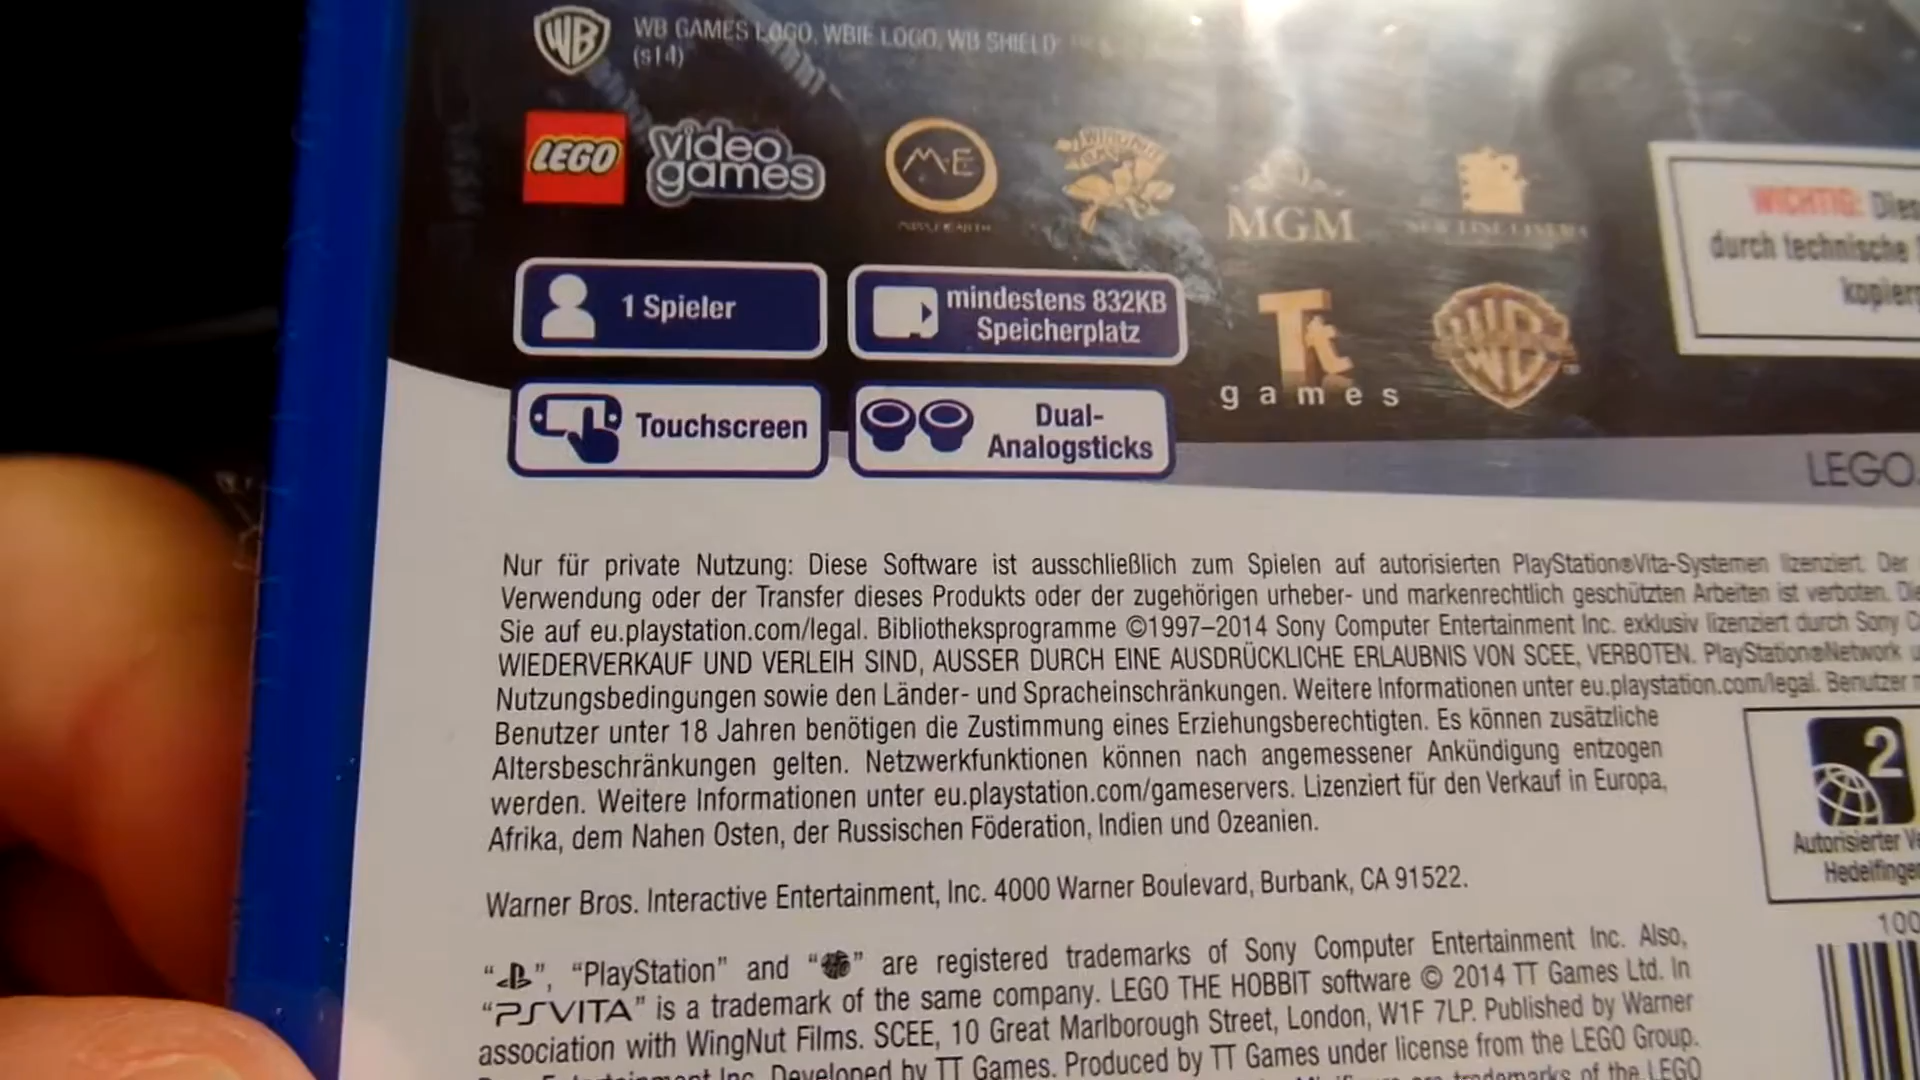 WB GAMES LOGO, WBIE LOGO, WB SHIELD:
(s14)
LEGO
video
games
M·E
WINGNUT
FILMS
MGM
NEW LINE CINEMA
WICHTIG: Dies
durch technische
kopier
1 Spieler
mindestens 832KB
Speicherplatz
Tt
games
WB
Touchscreen
Dual-
Analogsticks
LEGO
Nur für private Nutzung: Diese Software ist ausschließlich zum Spielen auf autorisierten PlayStation®Vita-Systemen lizenziert. Der
Verwendung oder der Transfer dieses Produkts oder der zugehörigen urheber- und markenrechtlich geschützten Arbeiten ist verboten. Die
Sie auf eu.playstation.com/legal. Bibliotheksprogramme ©1997–2014 Sony Computer Entertainment Inc. exklusiv lizenziert durch Sony C
WIEDERVERKAUF UND VERLEIH SIND, AUSSER DURCH EINE AUSDRÜCKLICHE ERLAUBNIS VON SCEE, VERBOTEN. PlayStation®Network u
Nutzungsbedingungen sowie den Länder- und Spracheinschränkungen. Weitere Informationen unter eu.playstation.com/legal. Benutzer m
Benutzer unter 18 Jahren benötigen die Zustimmung eines Erziehungsberechtigten. Es können zusätzliche
Altersbeschränkungen gelten. Netzwerkfunktionen können nach angemessener Ankündigung entzogen
werden. Weitere Informationen unter eu.playstation.com/gameservers. Lizenziert für den Verkauf in Europa,
Afrika, dem Nahen Osten, der Russischen Föderation, Indien und Ozeanien.
2
Autorisierter Ve
Hedelfinger
Warner Bros. Interactive Entertainment, Inc. 4000 Warner Boulevard, Burbank, CA 91522.
100
“ ”, “PlayStation” and “ ” are registered trademarks of Sony Computer Entertainment Inc. Also,
“PSVITA” is a trademark of the same company. LEGO THE HOBBIT software © 2014 TT Games Ltd. In
association with WingNut Films. SCEE, 10 Great Marlborough Street, London, W1F 7LP. Published by Warner
Entertainment Inc. Developed by TT Games. Produced by TT Games under license from the LEGO Group.
trademarks of the LEGO